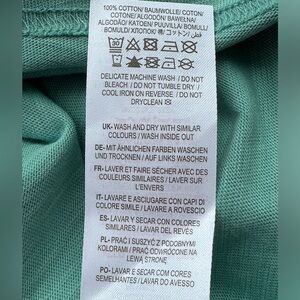 100% COTTON/ BAUMWOLLE/ COTON/
ALGODÓN/ COTONE/ BAWEŁNA/
ALGODÃO/ KATOEN/ PUUVILLA/ BOMULL/
BOMULD/ ХЛОПОК/ 棉/ コットン/ قطن
30
DELICATE MACHINE WASH / DO NOT
BLEACH / DO NOT TUMBLE DRY /
COOL IRON ON REVERSE / DO NOT
DRYCLEAN
UK- WASH AND DRY WITH SIMILAR
COLOURS / WASH INSIDE OUT
DE- MIT ÄHNLICHEN FARBEN WASCHEN
UND TROCKNEN / AUF LINKS WASCHEN
FR- LAVER ET FAIRE SÉCHER AVEC DES
COULEURS SIMILAIRES / LAVER SUR
L'ENVERS
IT- LAVARE E ASCIUGARE CON CAPI DI
COLORE SIMILE / LAVARE A ROVESCIO
ES- LAVAR Y SECAR CON COLORES
SIMILARES / LAVAR DEL REVÉS
PL- PRAĆ I SUSZYĆ Z PODOBNYMI
KOLORAMI / PRAĆ ODWRÓCONE NA
LEWĄ STRONĘ
PO- LAVAR E SECAR COM CORES
SEMELHANTES / LAVAR DO AVESSO